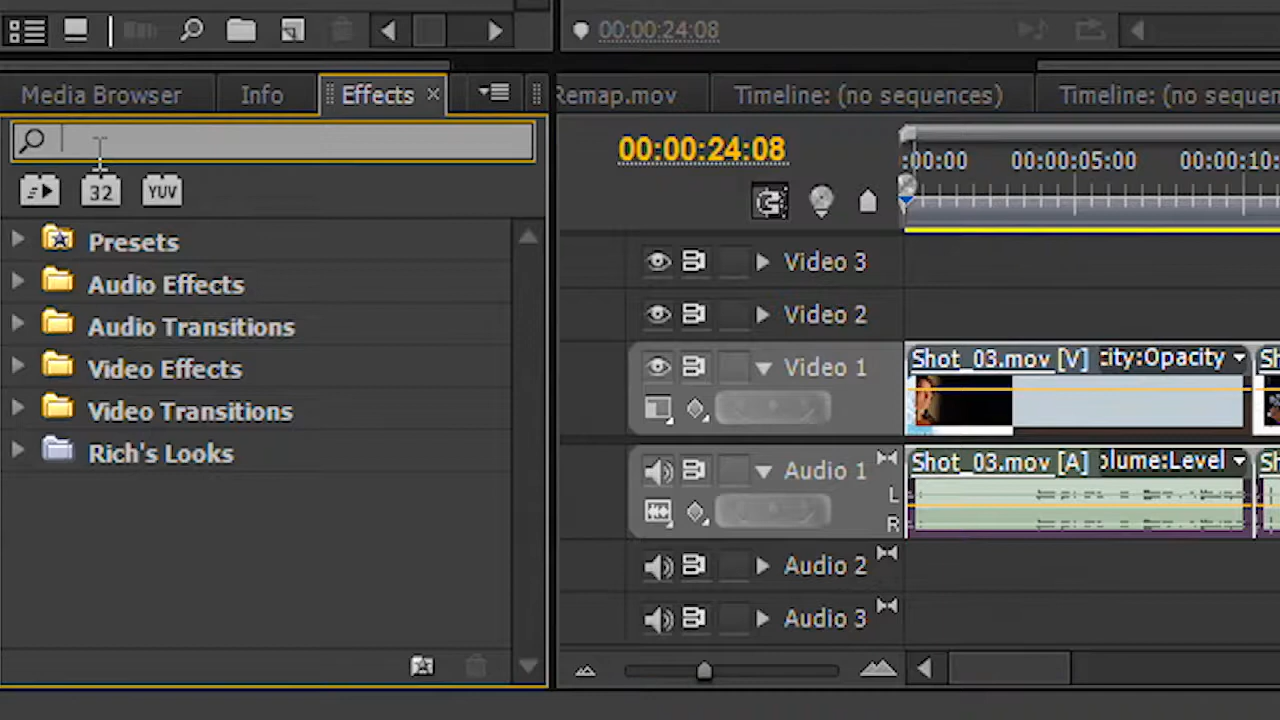 00:00:24:08
Media Browser
Info
Effects
Remap.mov
Timeline: (no sequences)
Timeline: (no sequen
32
YUV
Presets
Audio Effects
Audio Transitions
Video Effects
Video Transitions
Rich's Looks
00:00:24:08
:00:00
00:00:05:00
00:00:10:
Video 3
Video 2
Video 1
Shot_03.mov [V]
city:Opacity
Sh
Audio 1
Shot_03.mov [A]
olume:Level
Sh
L
R
Audio 2
Audio 3